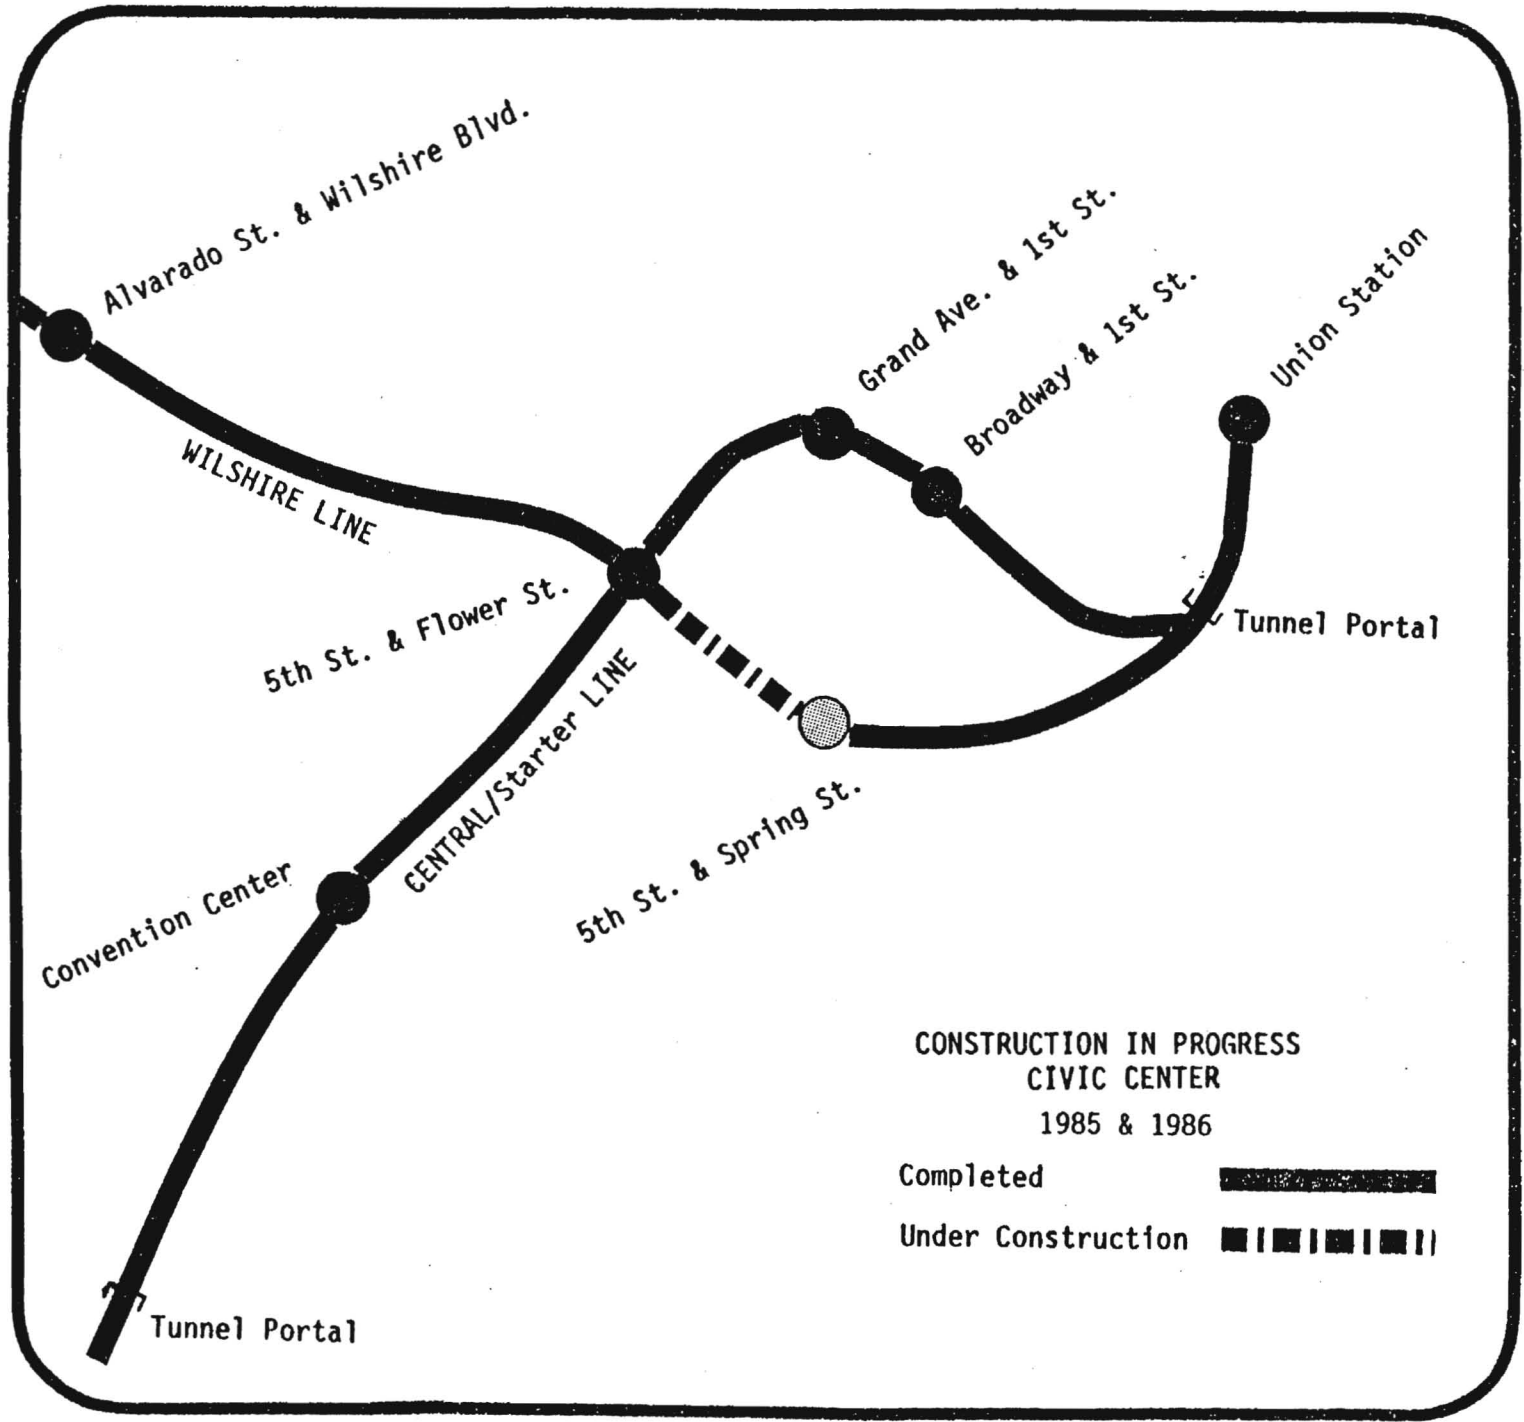 Alvarado St. & Wilshire Blvd.
Grand Ave. & 1st St.
Broadway & 1st St.
Union Station
WILSHIRE LINE
5th St. & Flower St.
Tunnel Portal
CENTRAL/Starter LINE
5th St. & Spring St.
Convention Center
CONSTRUCTION IN PROGRESS
CIVIC CENTER
1985 & 1986
Completed
Under Construction
Tunnel Portal